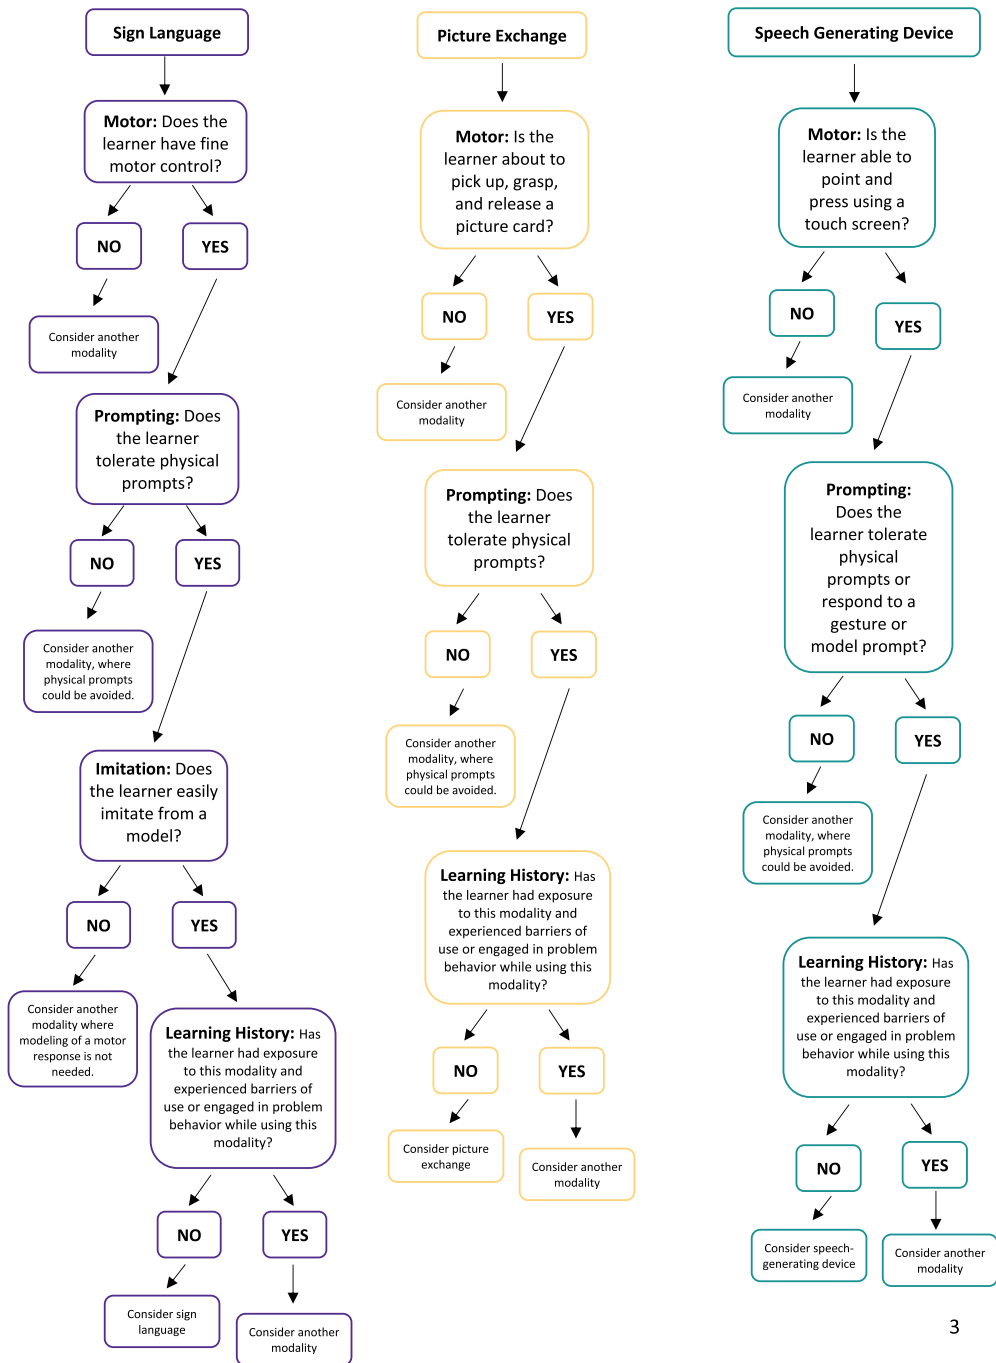 Sign Language
Motor: Does the
learner have fine
motor control?
NO
YES
Consider another
modality
Prompting: Does
the learner
tolerate physical
prompts?
NO
YES
Consider another
modality, where
physical prompts
could be avoided.
Imitation: Does
the learner easily
imitate from a
model?
NO
YES
Consider another
modality where
modeling of a motor
response is not
needed.
Learning History: Has
the learner had exposure
to this modality and
experienced barriers of
use or engaged in problem
behavior while using this
modality?
NO
YES
Consider sign
language
Consider another
modality
Picture Exchange
Motor: Is the
learner about to
pick up, grasp,
and release a
picture card?
NO
YES
Consider another
modality
Prompting: Does
the learner
tolerate physical
prompts?
NO
YES
Consider another
modality, where
physical prompts
could be avoided.
Learning History: Has
the learner had exposure
to this modality and
experienced barriers of
use or engaged in problem
behavior while using this
modality?
NO
YES
Consider picture
exchange
Consider another
modality
Speech Generating Device
Motor: Is the
learner able to
point and
press using a
touch screen?
NO
YES
Consider another
modality
Prompting:
Does the
learner tolerate
physical
prompts or
respond to a
gesture or
model prompt?
NO
YES
Consider another
modality, where
physical prompts
could be avoided.
Learning History: Has
the learner had exposure
to this modality and
experienced barriers of
use or engaged in problem
behavior while using this
modality?
NO
YES
Consider speech-
generating device
Consider another
modality
3